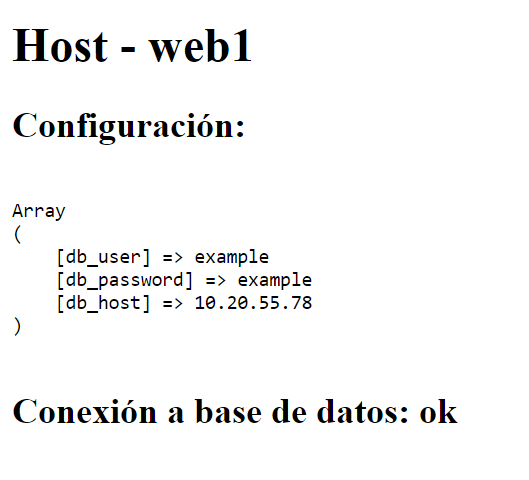 Host - web1
Configuración:
Array
(
    [db_user] => example
    [db_password] => example
    [db_host] => 10.20.55.78
)
Conexión a base de datos: ok